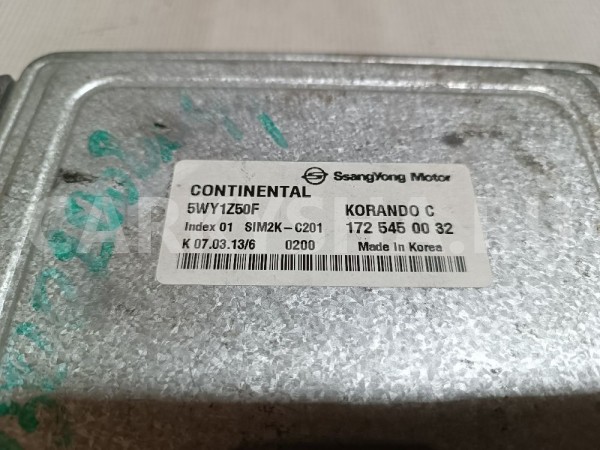 SsangYong Motor
CONTINENTAL
5WY1Z50F KORANDO C
Index 01 SIM2K-C201 172 545 00 32
K 07.03.13/6 0200 Made In Korea